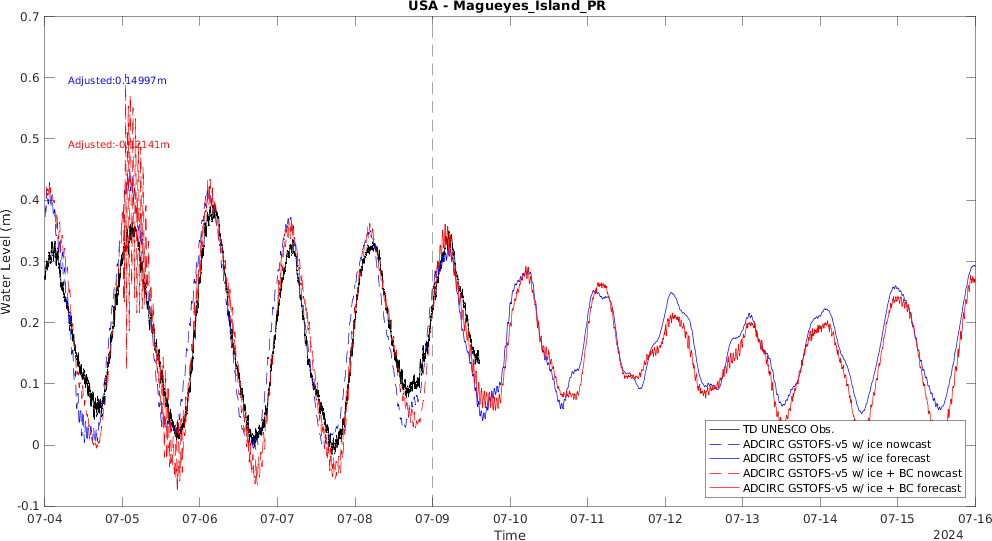 USA - Magueyes_Island_PR
0.7
0.6
0.5
0.4
0.3
0.2
0.1
0
-0.1
Water Level (m)
Adjusted:0.14997m
Adjusted:-0.12141m
TD UNESCO Obs.
ADCIRC GSTOFS-v5 w/ ice nowcast
ADCIRC GSTOFS-v5 w/ ice forecast
ADCIRC GSTOFS-v5 w/ ice + BC nowcast
ADCIRC GSTOFS-v5 w/ ice + BC forecast
07-04 07-05 07-06 07-07 07-08 07-09 07-10 07-11 07-12 07-13 07-14 07-15 07-16
Time
2024